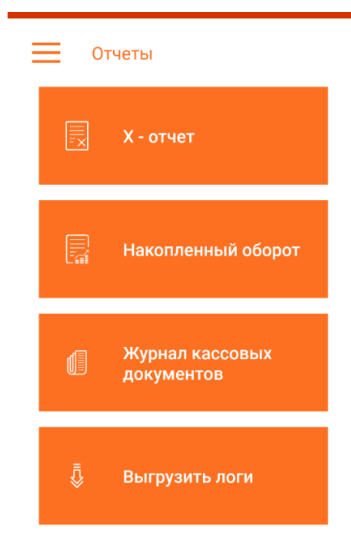 Отчеты
X - отчет
Накопленный оборот
Журнал кассовых
документов
Выгрузить логи